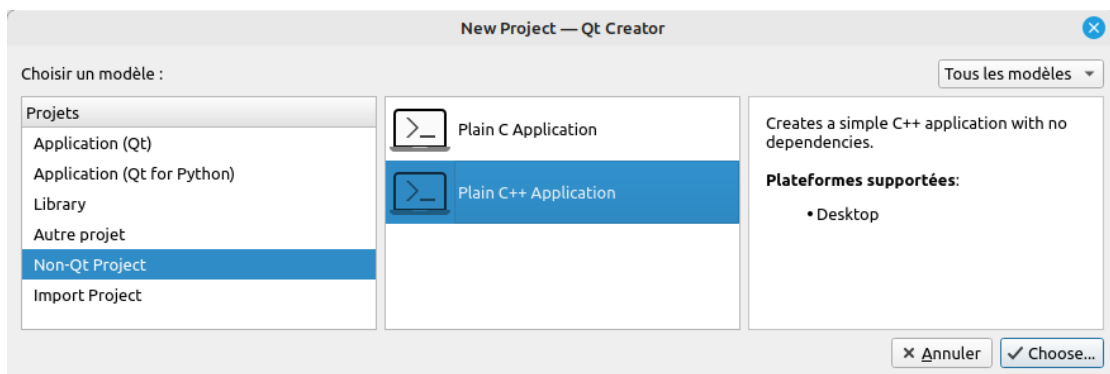 New Project — Qt Creator
Choisir un modèle :
Tous les modèles
Projets
Application (Qt)
Application (Qt for Python)
Library
Autre projet
Non-Qt Project
Import Project
Plain C Application
Plain C++ Application
Creates a simple C++ application with no
dependencies.
Plateformes supportées:
• Desktop
Annuler
Choose...